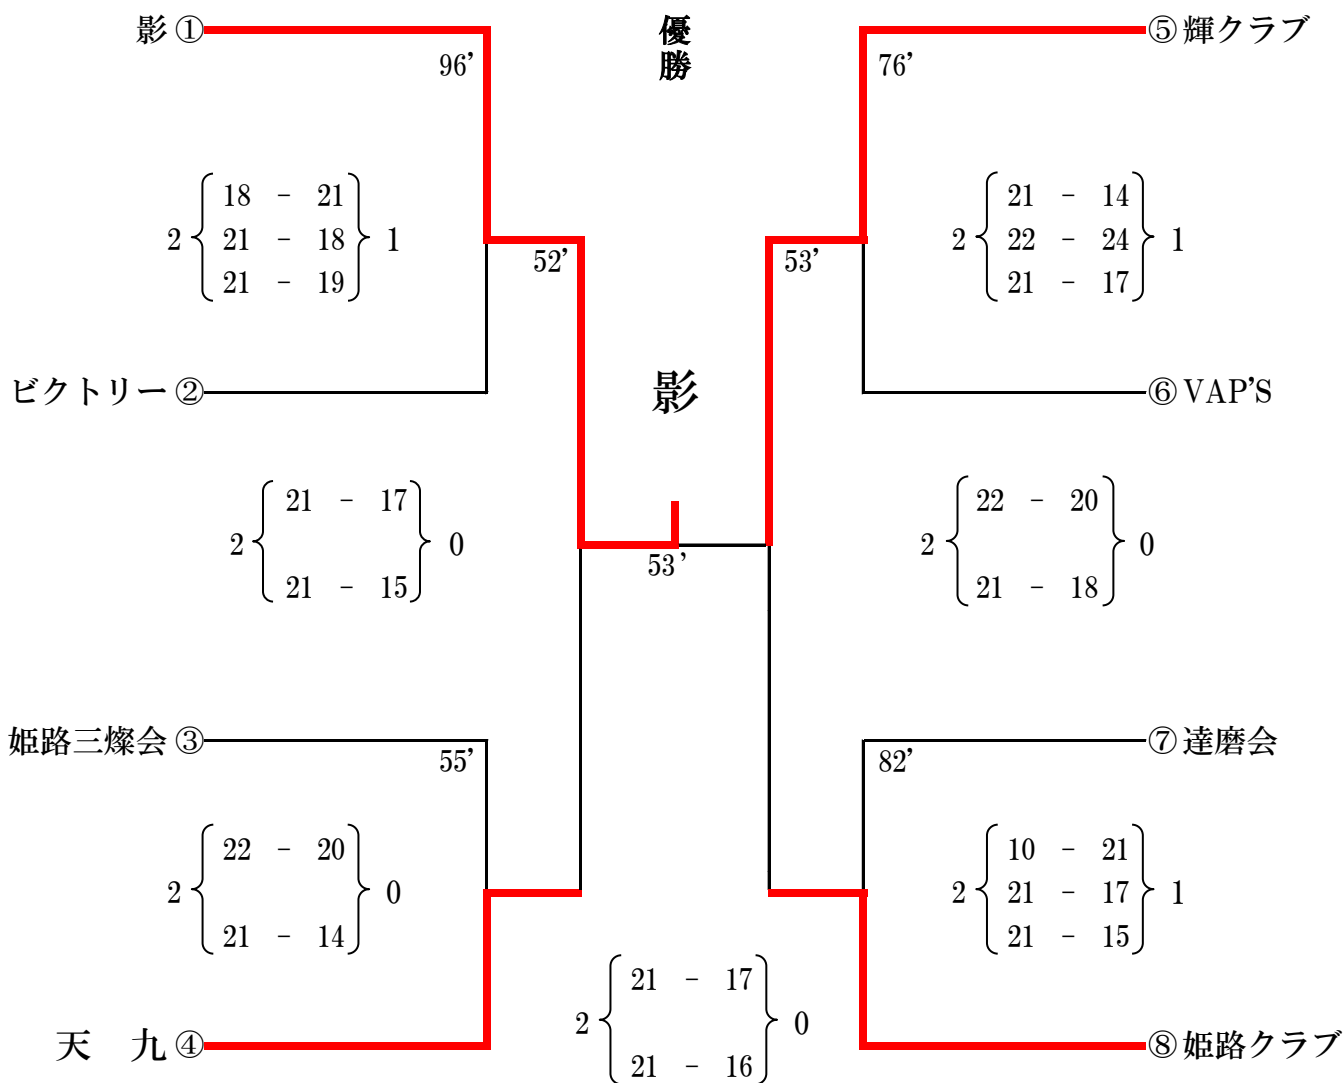 影 ①
優勝
⑤ 輝クラブ
96’
76’
18 − 21
2 21 − 18 1
21 − 19
21 − 14
2 22 − 24 1
21 − 17
52’
53’
ビクトリー ②
影
⑥ VAP’S
21 − 17
2 0
21 − 15
22 − 20
2 0
21 − 18
53 ’
姫路三燦会 ③
55’
⑦ 達磨会
82’
22 − 20
2 0
21 − 14
10 − 21
2 21 − 17 1
21 − 15
21 − 17
2 0
21 − 16
天 九 ④
⑧ 姫路クラブ